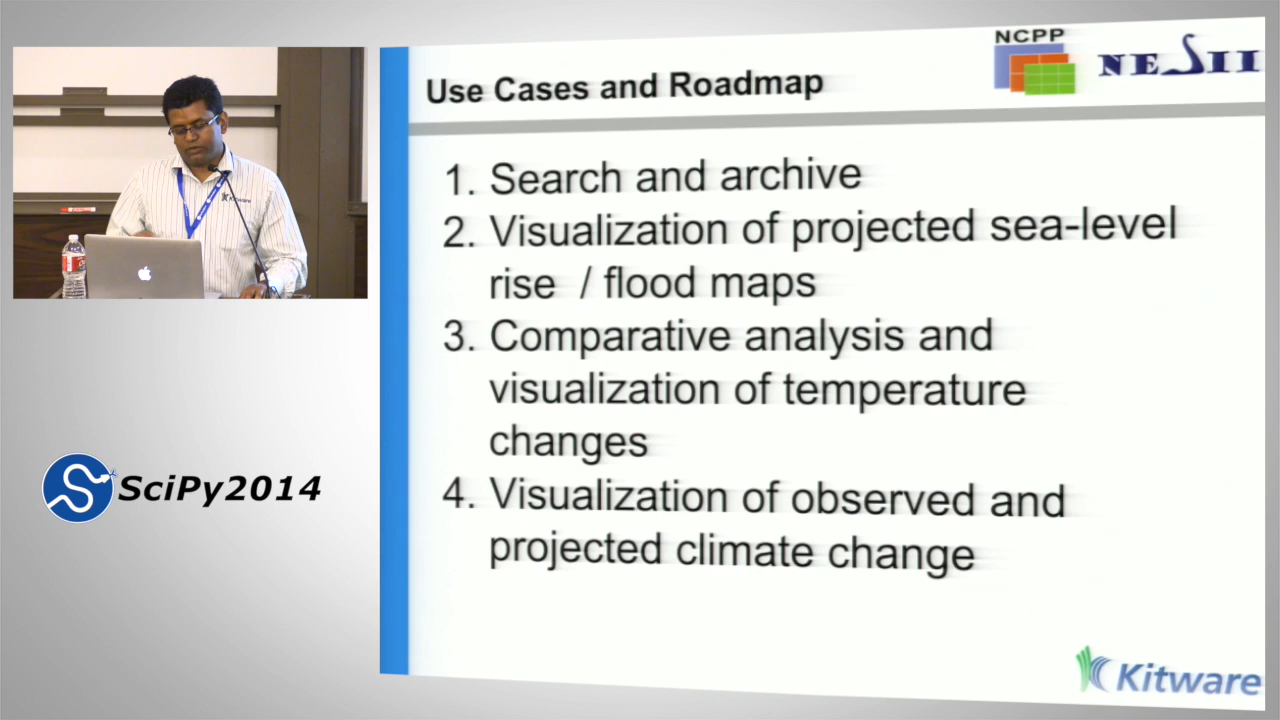 NCPP
NESII
Use Cases and Roadmap
1. Search and archive
2. Visualization of projected sea-level
rise / flood maps
3. Comparative analysis and
visualization of temperature
changes
4. Visualization of observed and
projected climate change
Kitware
Kitware
SciPy2014